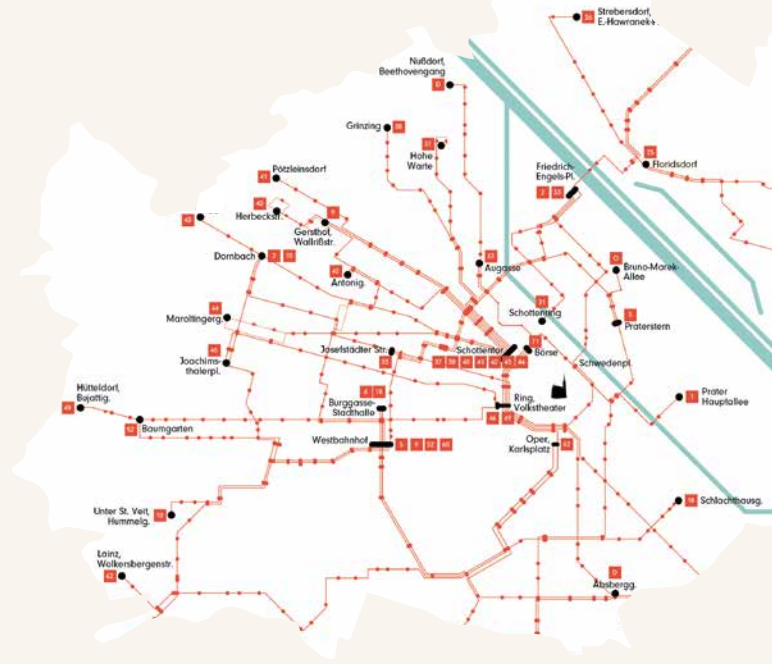 26
Strebersdorf,
Nußdorf,
Beethovengang
D
Grinzing
38
37
Hohe
Warte
25
Floridsdorf
Friedrich-
Engels-Pl.
2 33
Pötzleinsdorf
41
Herbeckstr.
9
Gersthof,
Wallrißstr.
43
Dornbach
2 10
40
Antonig.
33
Augasse
O
Bruno-Marek-
Allee
31
Schottenring
5
Praterstern
44
Maroltingerg.
46
Joachims-
thalerpl.
Josefstädter Str.
33
Schottentor
37 38 40 41 42 43 44
71
Börse
Schwedenpl.
Hütteldorf,
Bujattig.
49
52
Baumgarten
6 18
Burggasse-
Stadthalle
Ring,
Volkstheater
46 49
1
Prater
Hauptallee
Westbahnhof
5 9 52 60
Oper,
Karlsplatz
62
Unter St. Veit,
Hummelg.
10
18
Schlachthausg.
Lainz,
Wolkersbergenstr.
62
D
Absbergg.